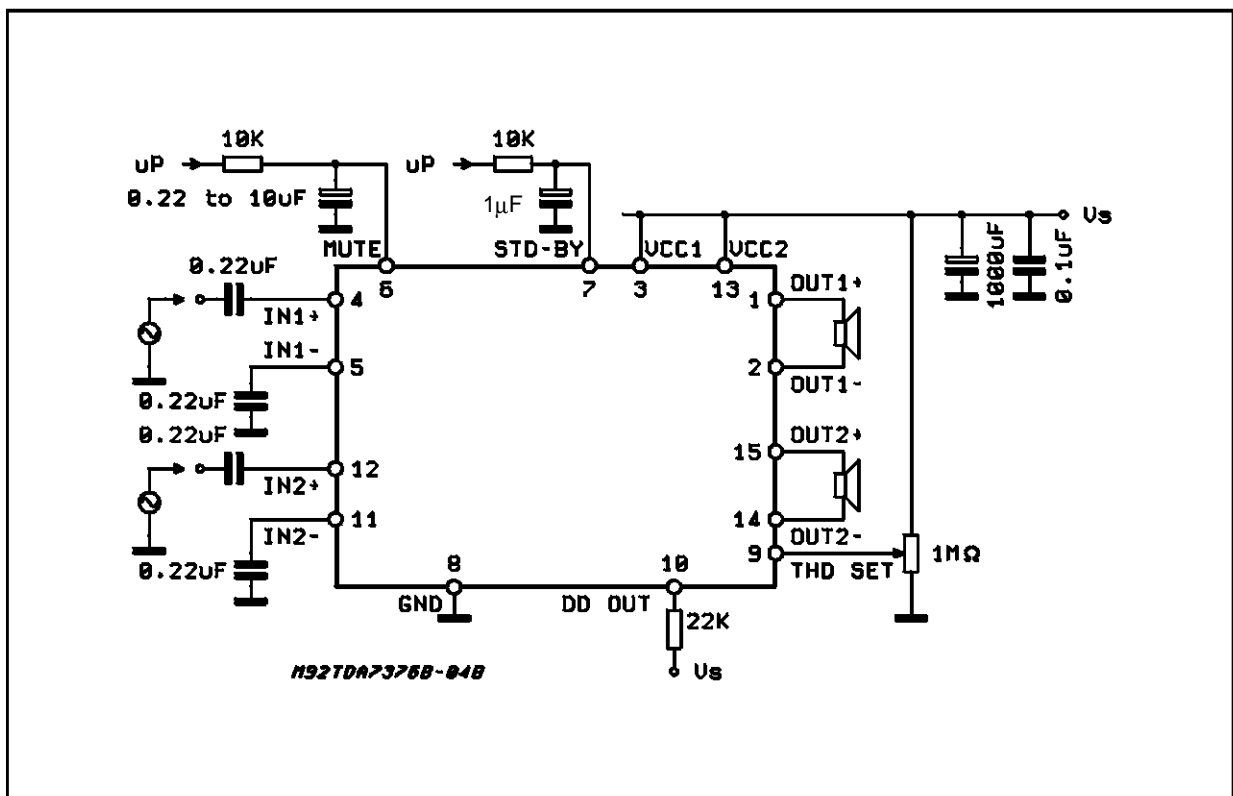 10K
10K
uP
uP
0.22 to 10uF
1μF
Vs
MUTE
STD-BY
VCC1
VCC2
1000uF
0.1uF
0.22uF
6
7
3
13
OUT1+
4
1
IN1+
IN1-
5
2
OUT1-
0.22uF
0.22uF
OUT2+
15
12
IN2+
11
14
IN2-
OUT2-
9
1MΩ
0.22uF
8
10
THD SET
GND
DD OUT
22K
M92TDA7376B-04B
Vs